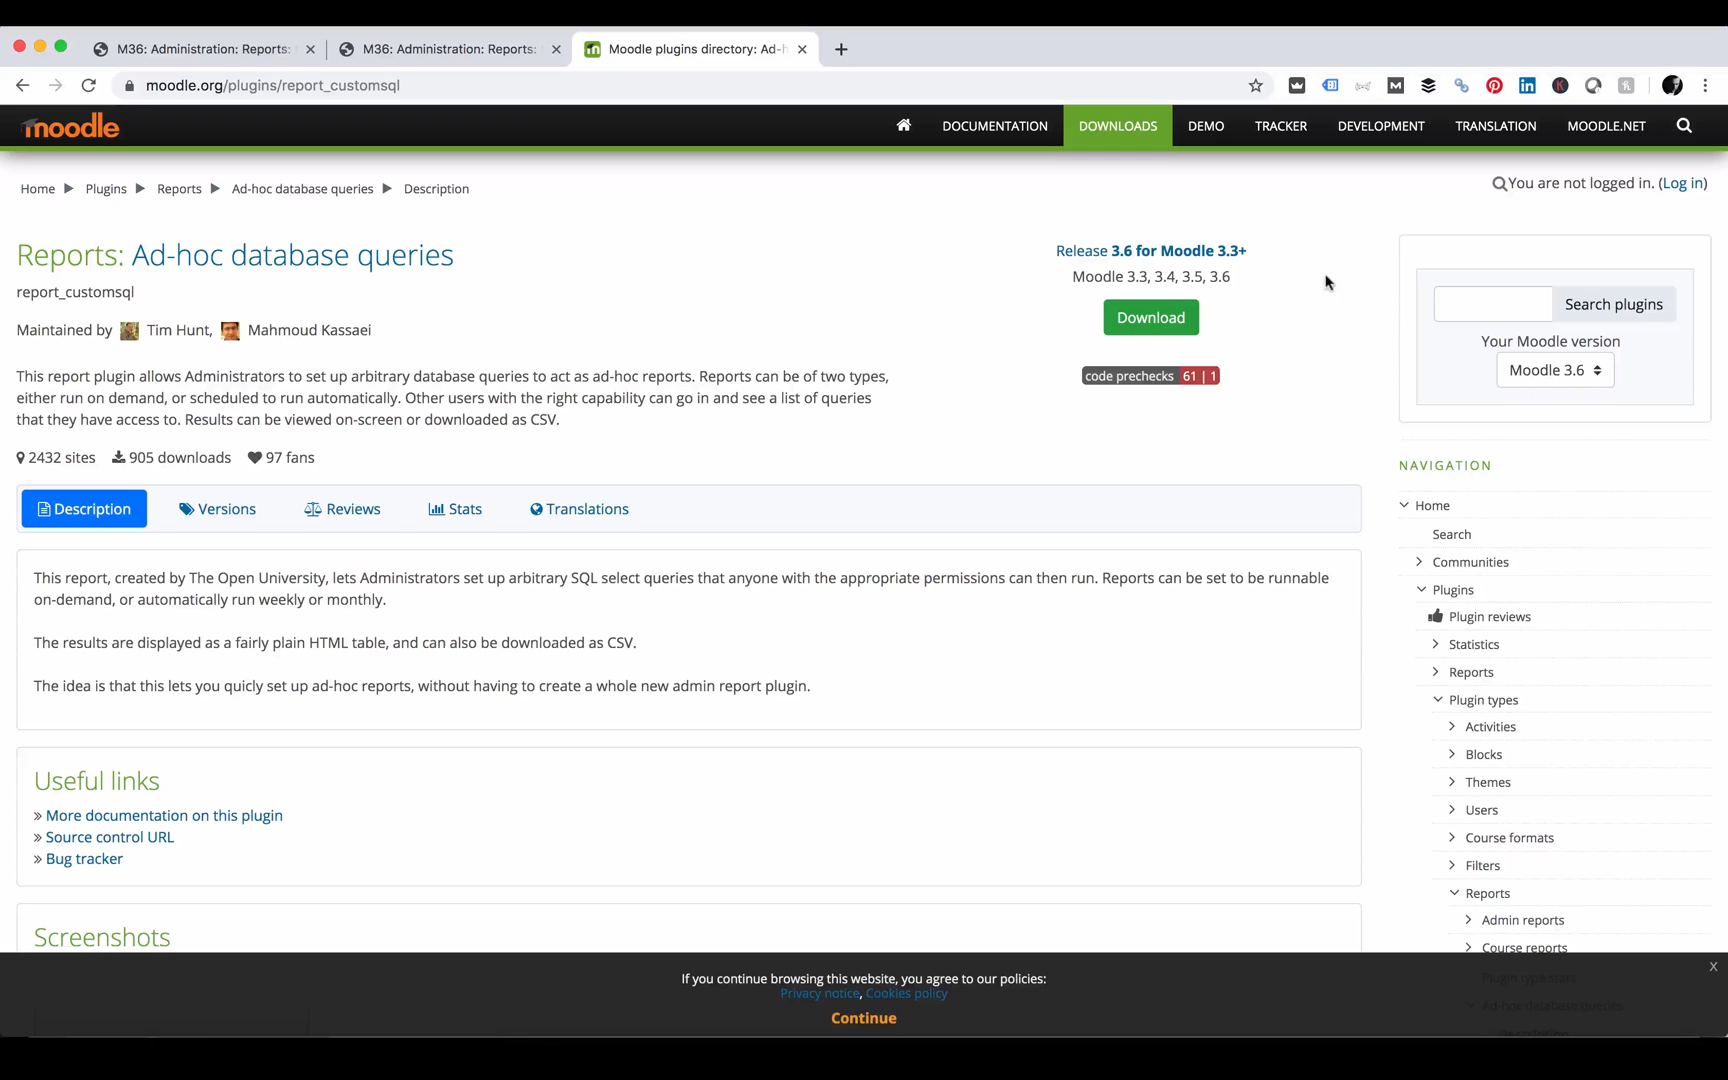 M36: Administration: Reports:
M36: Administration: Reports:
Moodle plugins directory: Ad-h
moodle.org/plugins/report_customsql
moodle
DOCUMENTATION
DOWNLOADS
DEMO
TRACKER
DEVELOPMENT
TRANSLATION
MOODLE.NET
Home
Plugins
Reports
Ad-hoc database queries
Description
You are not logged in. (Log in)
Reports: Ad-hoc database queries
report_customsql
Maintained by Tim Hunt, Mahmoud Kassaei
This report plugin allows Administrators to set up arbitrary database queries to act as ad-hoc reports. Reports can be of two types,
either run on demand, or scheduled to run automatically. Other users with the right capability can go in and see a list of queries
that they have access to. Results can be viewed on-screen or downloaded as CSV.
2432 sites 905 downloads 97 fans
Release 3.6 for Moodle 3.3+
Moodle 3.3, 3.4, 3.5, 3.6
Download
code prechecks 61 | 1
Search plugins
Your Moodle version
Moodle 3.6
Description
Versions
Reviews
Stats
Translations
This report, created by The Open University, lets Administrators set up arbitrary SQL select queries that anyone with the appropriate permissions can then run. Reports can be set to be runnable
on-demand, or automatically run weekly or monthly.
The results are displayed as a fairly plain HTML table, and can also be downloaded as CSV.
The idea is that this lets you quicly set up ad-hoc reports, without having to create a whole new admin report plugin.
Useful links
» More documentation on this plugin
» Source control URL
» Bug tracker
Screenshots
NAVIGATION
Home
Search
Communities
Plugins
Plugin reviews
Statistics
Reports
Plugin types
Activities
Blocks
Themes
Users
Course formats
Filters
Reports
Admin reports
Course reports
Plugin type stats
Ad-hoc database queries
Description
If you continue browsing this website, you agree to our policies:
Privacy notice, Cookies policy
Continue
x